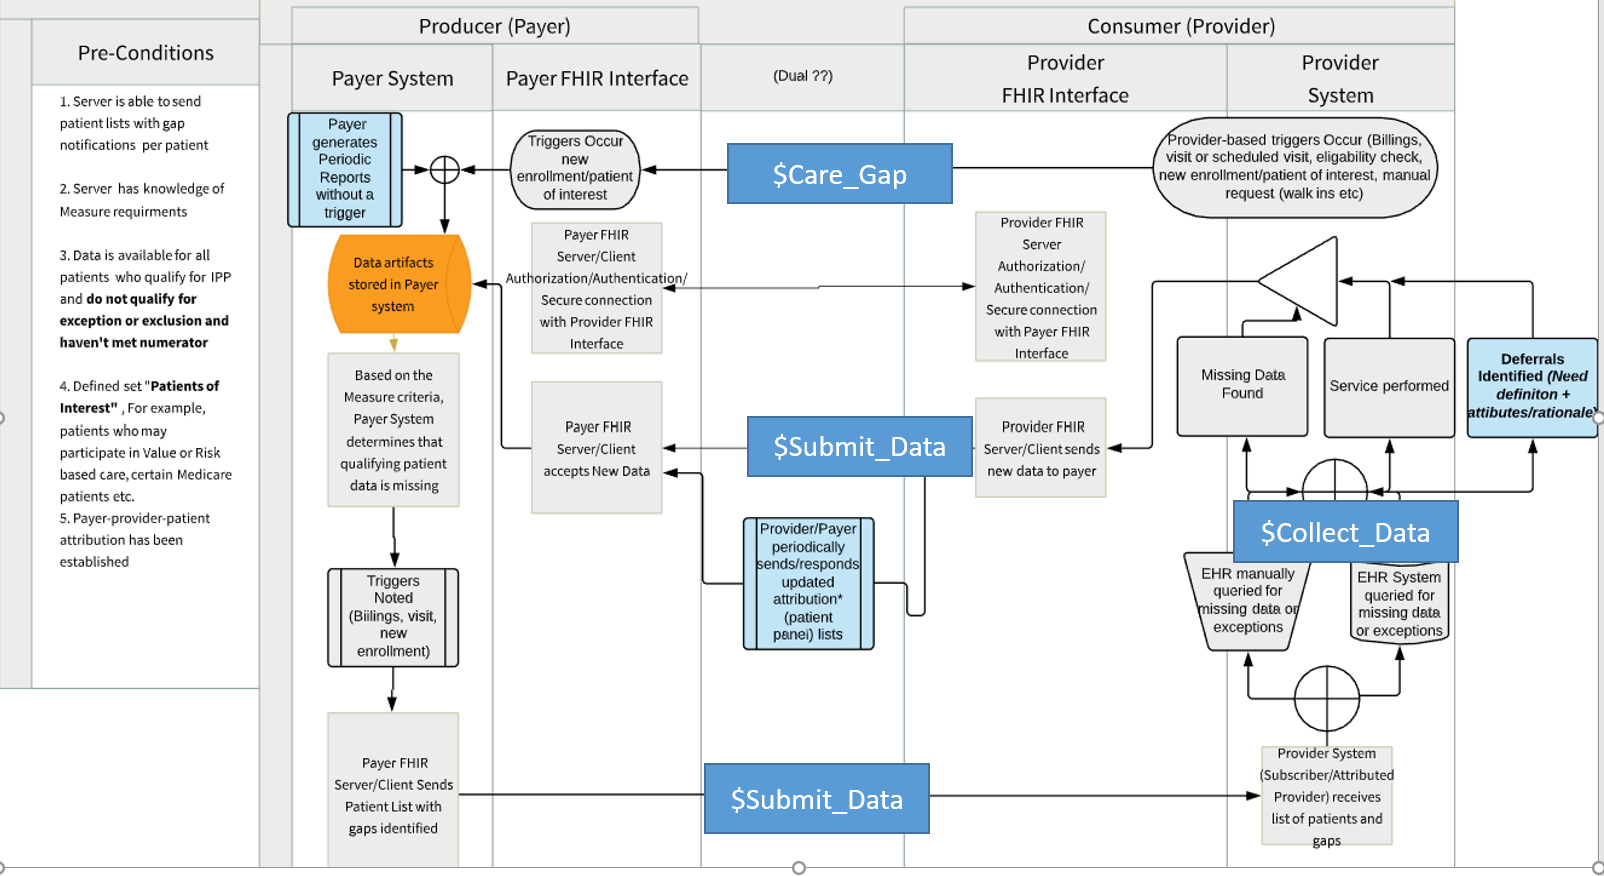 Producer (Payer)
Consumer (Provider)
Pre-Conditions
Payer System
Payer FHIR Interface
(Dual ??)
Provider
FHIR Interface
Provider
System
1. Server is able to send
patient lists with gap
notifications per patient
2. Server has knowledge of
Measure requirments
3. Data is available for all
patients who qualify for IPP
and do not qualify for
exception or exclusion and
haven't met numerator
4. Defined set "Patients of
Interest" , For example,
patients who may
participate in Value or Risk
based care, certain Medicare
patients etc.
5. Payer-provider-patient
attribution has been
established
Payer
generates
Periodic
Reports
without a
trigger
Triggers Occur
new
enrollment/patient
of interest
$Care_Gap
Provider-based triggers Occur (Billings,
visit or scheduled visit, eligability check,
new enrollment/patient of interest, manual
request (walk ins etc)
Data artifacts
stored in Payer
system
Payer FHIR
Server/Client
Authorization/Authentication/
Secure connection
with Provider FHIR
Interface
Provider FHIR
Server
Authorization/
Authentication/
Secure connection
with Payer FHIR
Interface
Based on the
Measure criteria,
Payer System
determines that
qualifying patient
data is missing
Payer FHIR
Server/Client
accepts New Data
$Submit_Data
Provider FHIR
Server/Client sends
new data to payer
Missing Data
Found
Service performed
Deferrals
Identified (Need
definiton +
attibutes/rationale)
$Collect_Data
Provider/Payer
periodically
sends/responds
updated
attribution*
(patient
panel) lists
EHR manually
queried for
missing data or
exceptions
EHR System
queried for
missing data
or exceptions
Triggers
Noted
(Biilings, visit,
new
enrollment)
Payer FHIR
Server/Client Sends
Patient List with
gaps identified
$Submit_Data
Provider System
(Subscriber/Attributed
Provider) receives
list of patients and
gaps